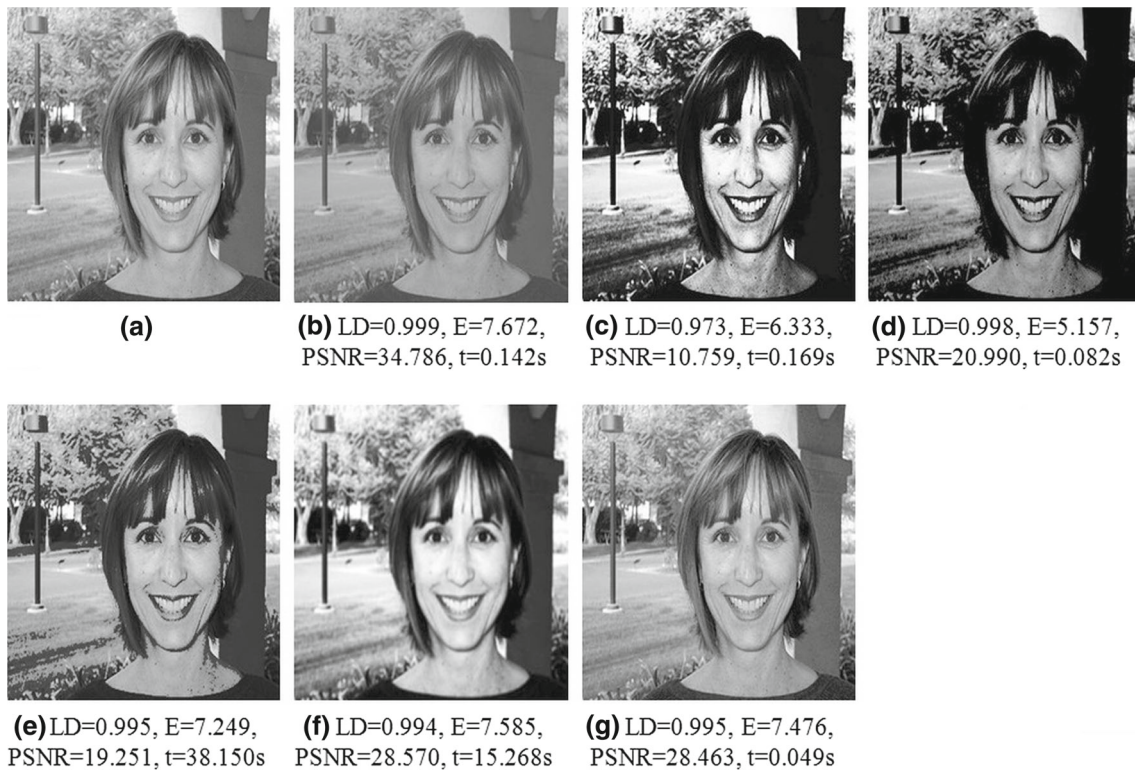 (a)
(b) LD=0.999, E=7.672,
PSNR=34.786, t=0.142s
(c) LD=0.973, E=6.333,
PSNR=10.759, t=0.169s
(d) LD=0.998, E=5.157,
PSNR=20.990, t=0.082s
(e) LD=0.995, E=7.249,
PSNR=19.251, t=38.150s
(f) LD=0.994, E=7.585,
PSNR=28.570, t=15.268s
(g) LD=0.995, E=7.476,
PSNR=28.463, t=0.049s